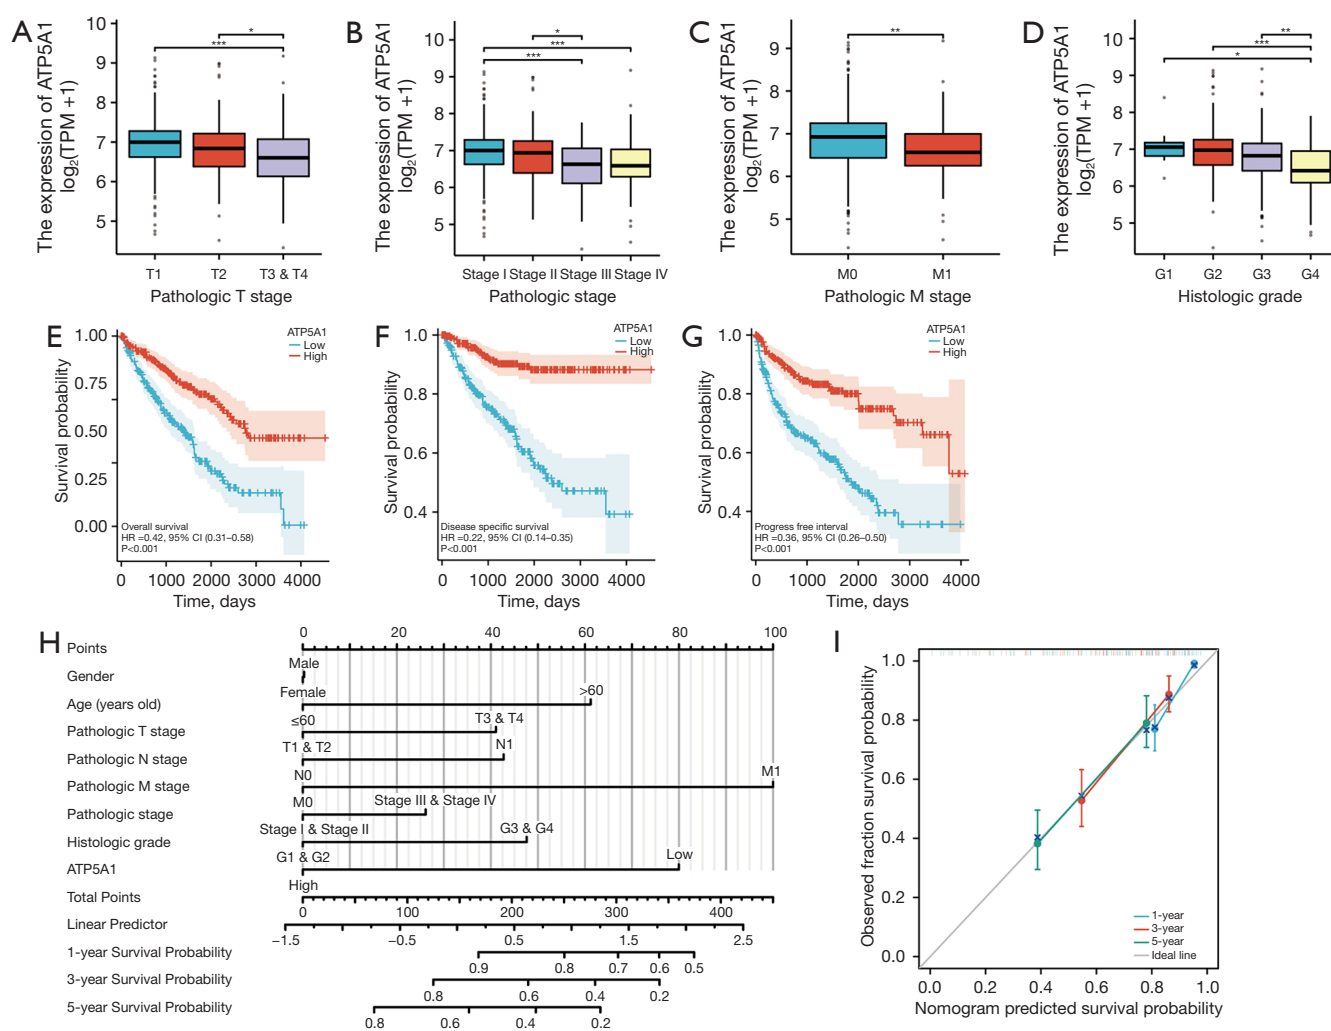 A
The expression of ATP5A1
log2(TPM +1)
10
9
8
7
6
5
***
*
T1 T2 T3 & T4
Pathologic T stage
B
The expression of ATP5A1
log2(TPM +1)
10
9
8
7
6
5
*
***
***
Stage I Stage II Stage III Stage IV
Pathologic stage
C
The expression of ATP5A1
log2(TPM +1)
9
8
7
6
5
**
M0 M1
Pathologic M stage
D
The expression of ATP5A1
log2(TPM +1)
10
9
8
7
6
5
**
***
*
G1 G2 G3 G4
Histologic grade
E
Survival probability
1.00
0.75
0.50
0.25
0.00
ATP5A1
Low
High
Overall survival
HR =0.42, 95% CI (0.31–0.58)
P<0.001
0 1000 2000 3000 4000
Time, days
F
Survival probability
1.0
0.8
0.6
0.4
ATP5A1
Low
High
Disease specific survival
HR =0.22, 95% CI (0.14–0.35)
P<0.001
0 1000 2000 3000 4000
Time, days
G
Survival probability
1.0
0.8
0.6
0.4
ATP5A1
Low
High
Progress free interval
HR =0.36, 95% CI (0.26–0.50)
P<0.001
0 1000 2000 3000 4000
Time, days
H
Points
0 20 40 60 80 100
Gender
Male
Female
Age (years old)
>60
≤60
Pathologic T stage
T3 & T4
T1 & T2
Pathologic N stage
N1
N0
Pathologic M stage
M1
M0
Pathologic stage
Stage III & Stage IV
Stage I & Stage II
Histologic grade
G3 & G4
G1 & G2
ATP5A1
Low
High
Total Points
0 100 200 300 400
Linear Predictor
−1.5 −0.5 0.5 1.5 2.5
1-year Survival Probability
0.9 0.8 0.7 0.6 0.5
3-year Survival Probability
0.8 0.6 0.4 0.2
5-year Survival Probability
0.8 0.6 0.4 0.2
I
Observed fraction survival probability
1.0
0.8
0.6
0.4
0.2
0.0
1-year
3-year
5-year
Ideal line
0.0 0.2 0.4 0.6 0.8 1.0
Nomogram predicted survival probability